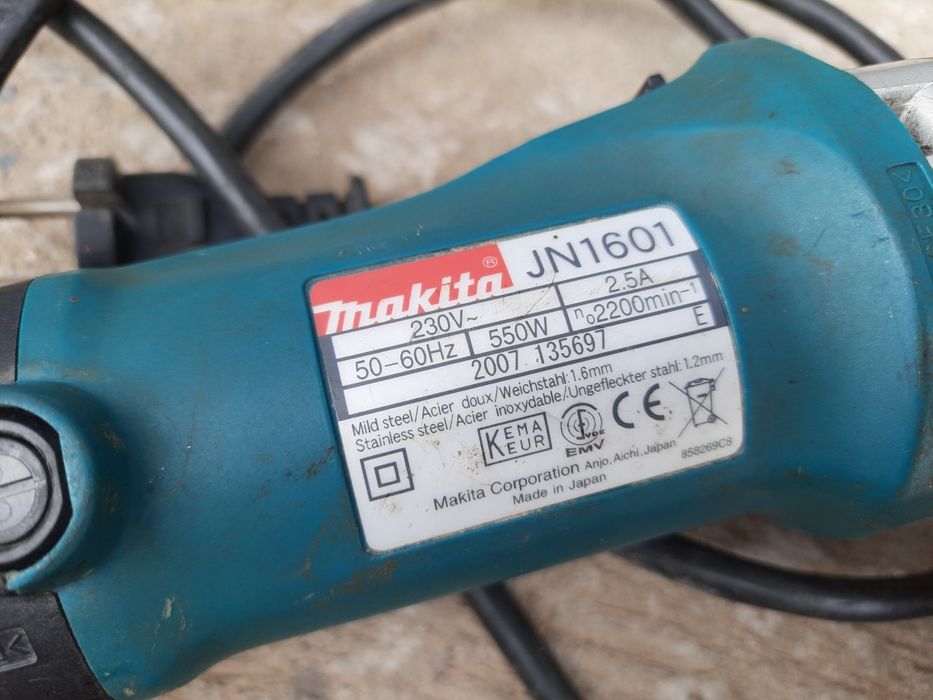 makita® JN1601
230V~ 2.5A
50-60Hz 550W n₀2200min⁻¹
2007 135697 E
Mild steel/Acier doux/Weichstahl:1.6mm
Stainless steel/Acier inoxydable/Ungefleckter stahl:1.2mm
KEMA
KEUR
VDE
EMV
CE
Makita Corporation Anjo,Aichi,Japan
Made in Japan
858269C8